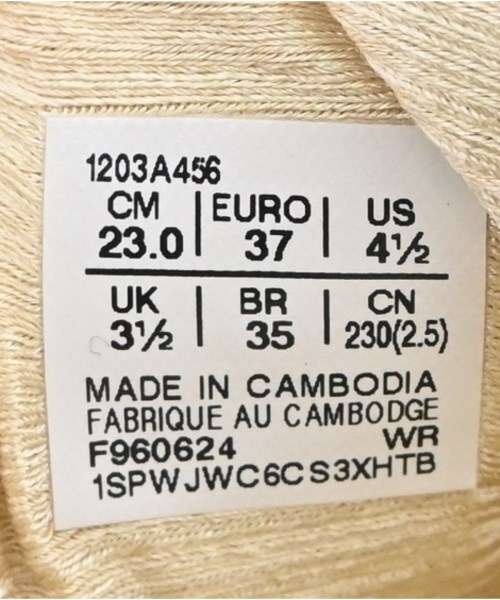 1203A456
CM | EURO | US
23.0 | 37 | 4½
UK | BR | CN
3½ | 35 | 230(2.5)
MADE IN CAMBODIA
FABRIQUE AU CAMBODGE
F960624 WR
1SPWJWC6CS3XHTB